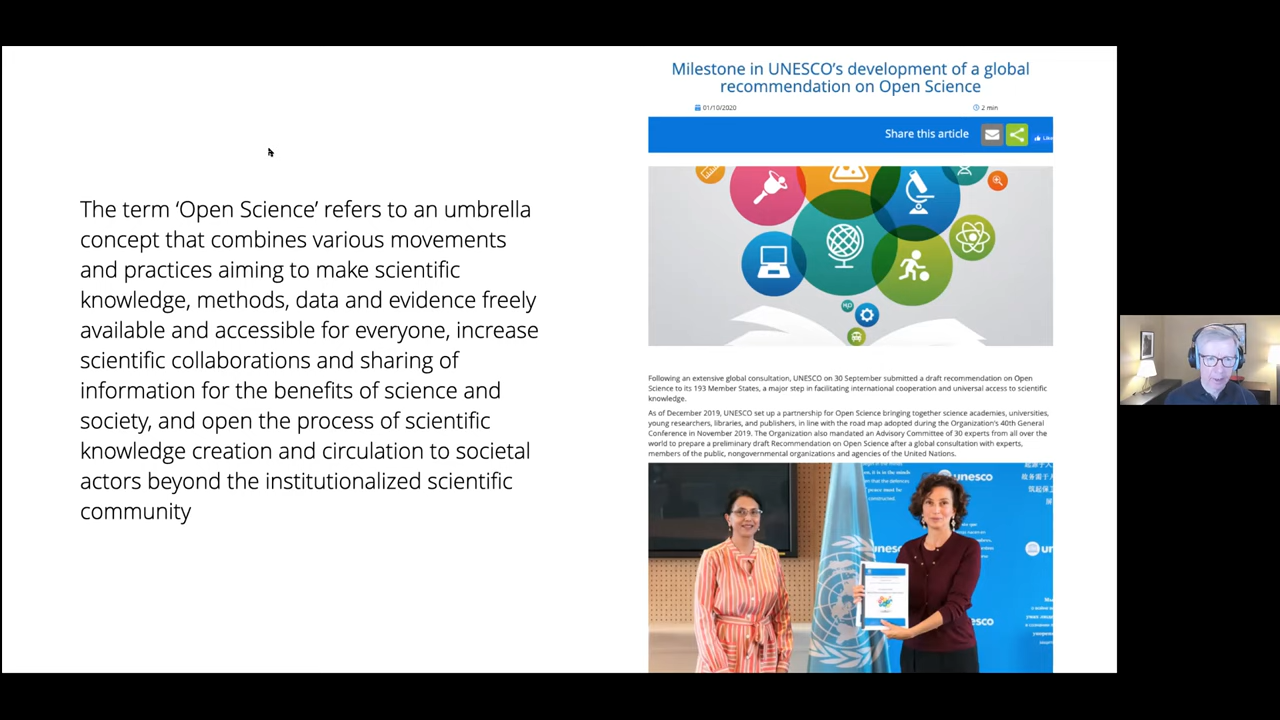 The term ‘Open Science’ refers to an umbrella
concept that combines various movements
and practices aiming to make scientific
knowledge, methods, data and evidence freely
available and accessible for everyone, increase
scientific collaborations and sharing of
information for the benefits of science and
society, and open the process of scientific
knowledge creation and circulation to societal
actors beyond the institutionalized scientific
community
Milestone in UNESCO’s development of a global
recommendation on Open Science
01/10/2020
2 min
Share this article
Like
H₂O
Following an extensive global consultation, UNESCO on 30 September submitted a draft recommendation on Open
Science to its 193 Member States, a major step in facilitating international cooperation and universal access to scientific
knowledge.
As of December 2019, UNESCO set up a partnership for Open Science bringing together science academies, universities,
young researchers, libraries, and publishers, in line with the road map adopted during the Organization’s 40th General
Conference in November 2019. The Organization also mandated an Advisory Committee of 30 experts from all over the
world to prepare a preliminary draft Recommendation on Open Science after a global consultation with experts,
members of the public, nongovernmental organizations and agencies of the United Nations.
unesco
constructed.
unesco